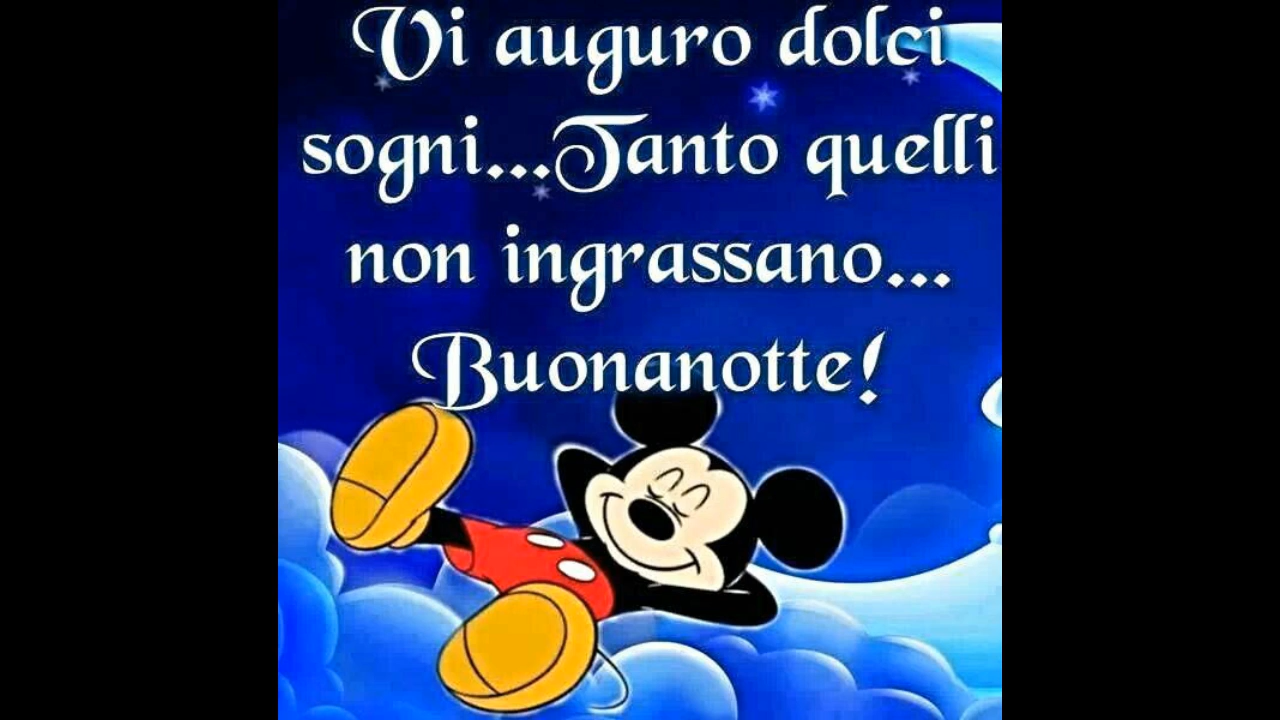 Vi auguro dolci
sogni...Tanto quelli
non ingrassano...
Buonanotte!